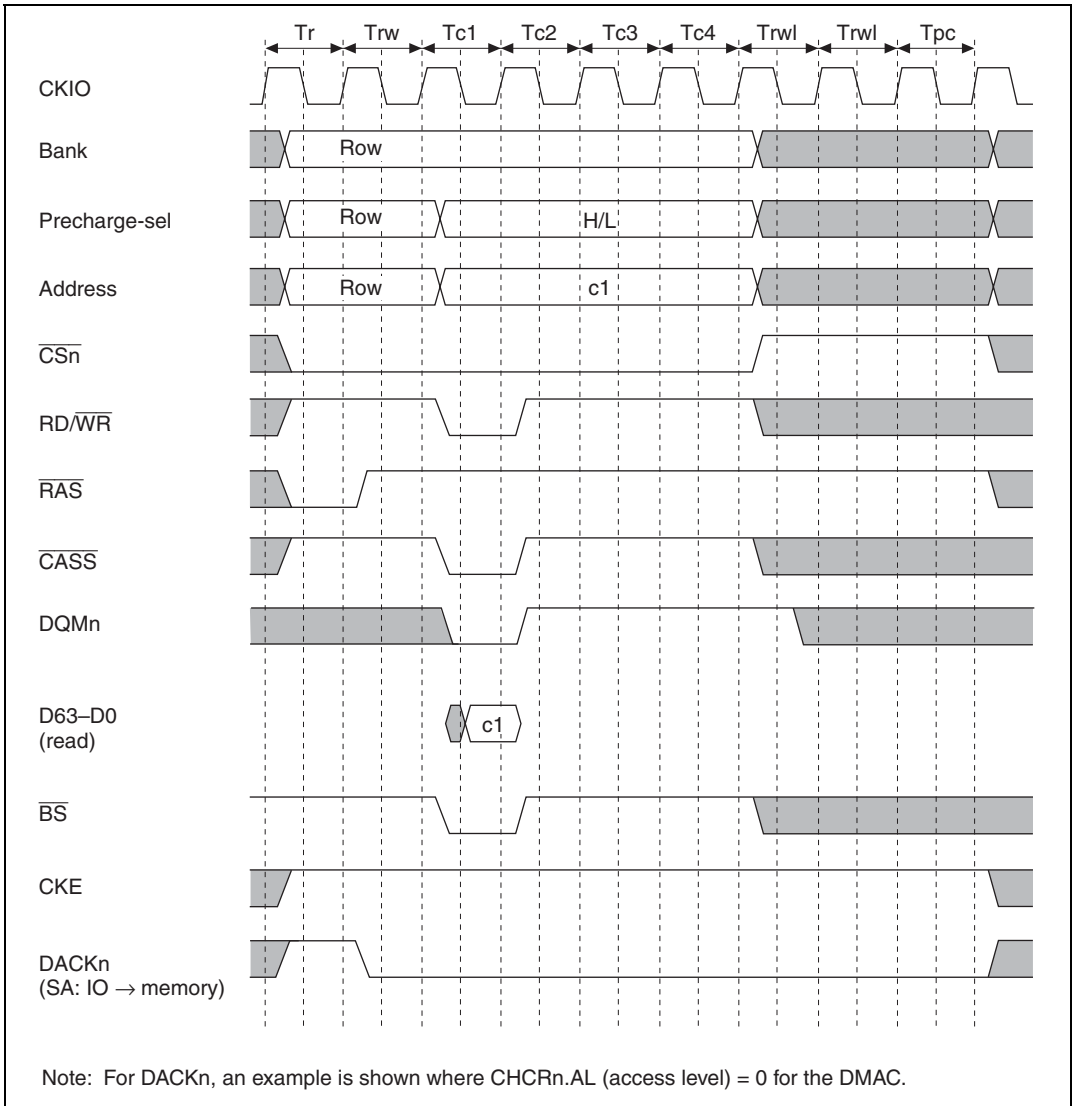 Tr Trw Tc1 Tc2 Tc3 Tc4 Trwl Trwl Tpc
CKIO
Bank Row
Precharge-sel Row H/L
Address Row c1
CSn
RD/WR
RAS
CASS
DQMn
D63–D0
(read)
c1
BS
CKE
DACKn
(SA: IO → memory)
Note: For DACKn, an example is shown where CHCRn.AL (access level) = 0 for the DMAC.